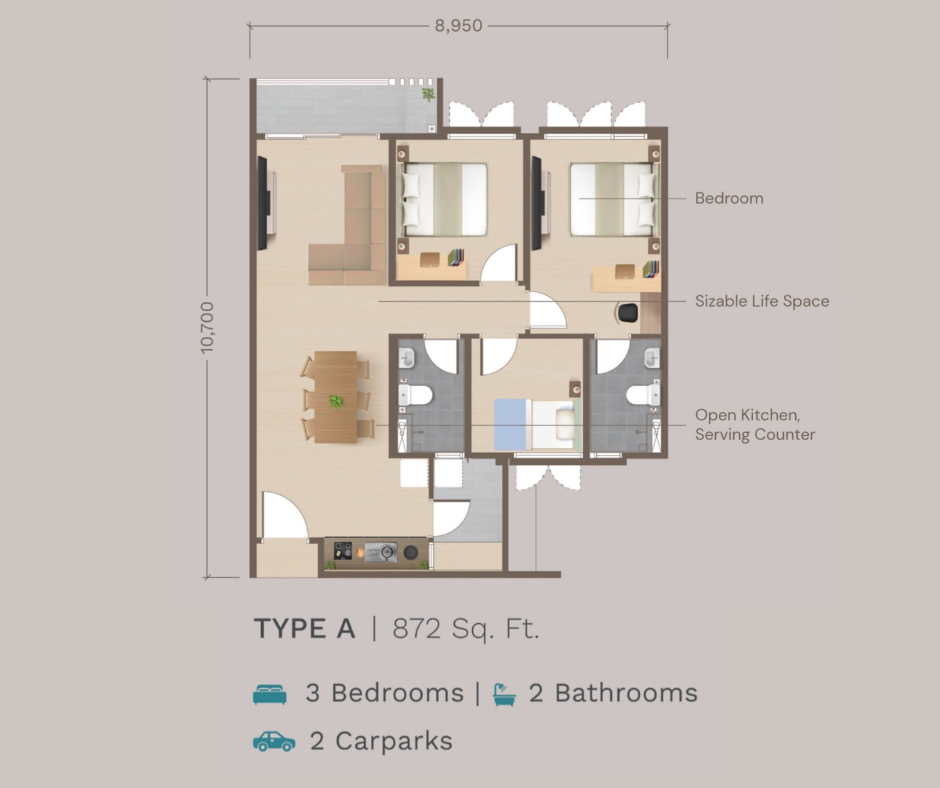 8,950
10,700
Bedroom
Sizable Life Space
Open Kitchen,
Serving Counter
TYPE A | 872 Sq. Ft.
3 Bedrooms | 2 Bathrooms
2 Carparks